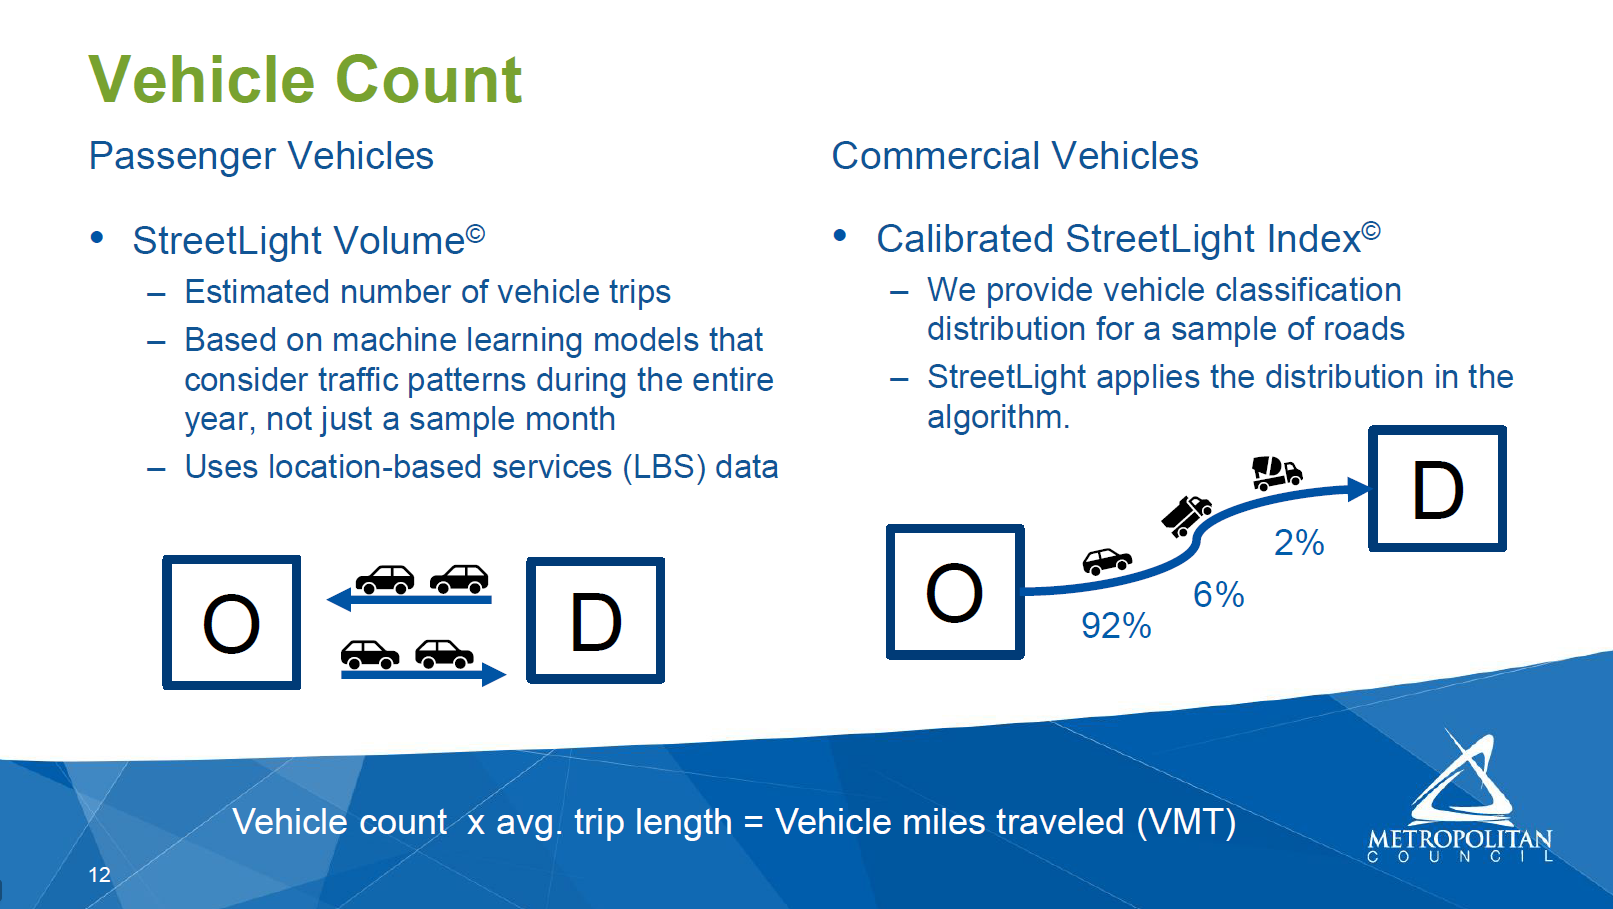 Vehicle Count
Passenger Vehicles
• StreetLight Volume©
– Estimated number of vehicle trips
– Based on machine learning models that
consider traffic patterns during the entire
year, not just a sample month
– Uses location-based services (LBS) data
O
D
Commercial Vehicles
• Calibrated StreetLight Index©
– We provide vehicle classification
distribution for a sample of roads
– StreetLight applies the distribution in the
algorithm.
O
92%
6%
2%
D
Vehicle count x avg. trip length = Vehicle miles traveled (VMT)
METROPOLITAN
COUNCIL
12